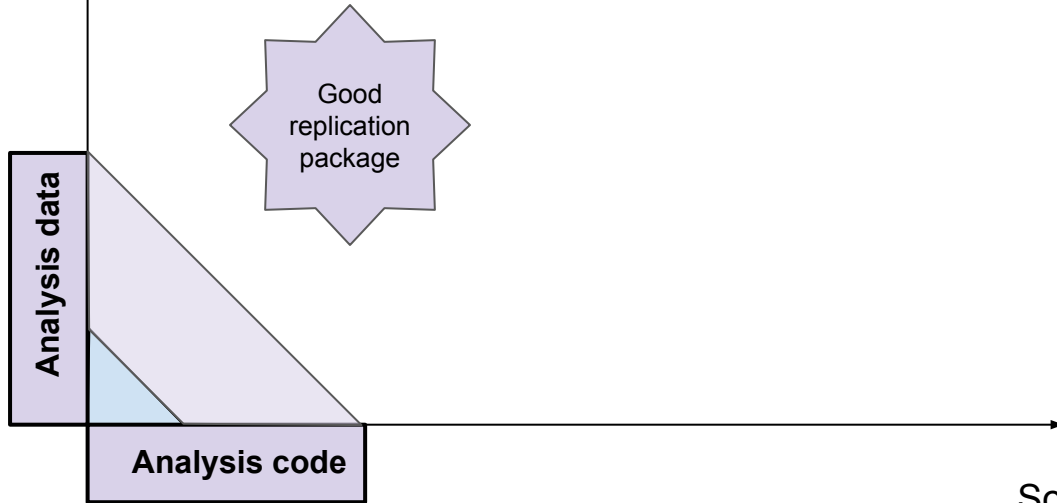 Good
replication
package
Analysis data
Analysis code